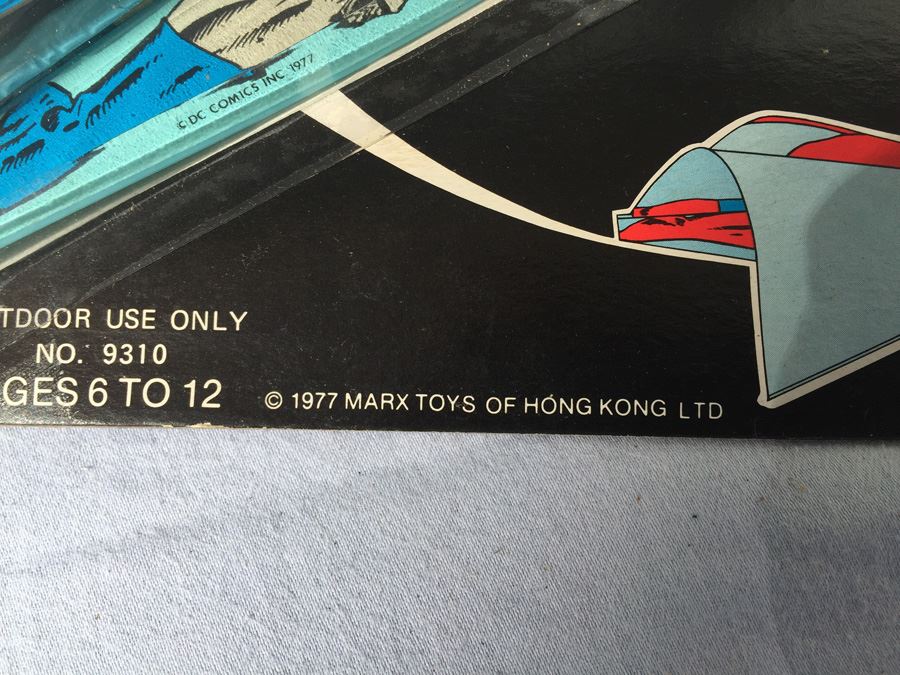 © DC COMICS INC 1977
TDOOR USE ONLY
NO. 9310
GES 6 TO 12
© 1977 MARX TOYS OF HONG KONG LTD